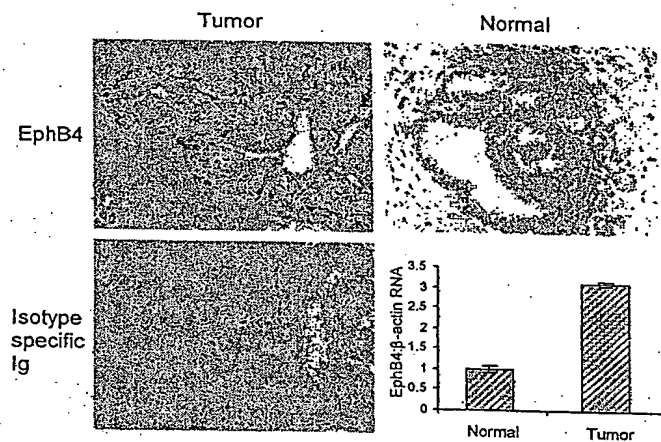 Tumor
Normal
EphB4
Isotype
specific
Ig
EphB4:β-actin RNA
3.5
3
2.5
2
1.5
1
0.5
0
Normal
Tumor